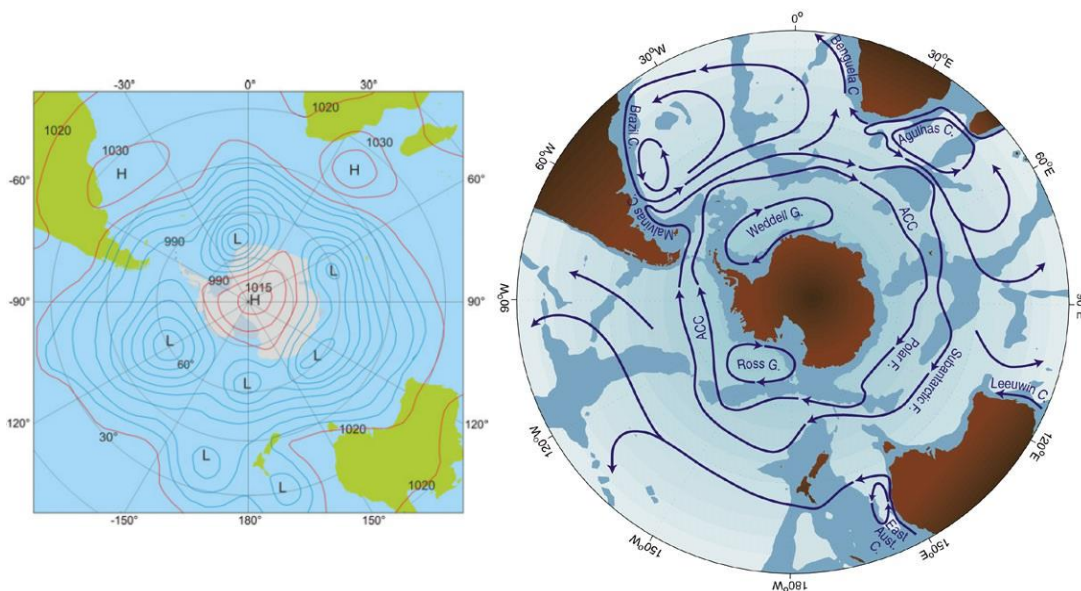 -30°
0°
30°
1020
1020
1030
1030
H
H
-60°
60°
990
L
L
990
1015
H
-90°
90°
L
L
60°
L
120°
120°
30°
1020
1020
L
L
1020
-150°
180°
150°
0°
30°W
30°E
Benguela C.
Brazil C.
Agulhas C.
60°W
60°E
Malvinas C.
Weddell G.
ACC
90°W
ACC
Polar F.
Subantarctic F.
Ross G.
Leeuwin C.
120°W
120°E
East
Aust.
C.
150°W
150°E
180°W